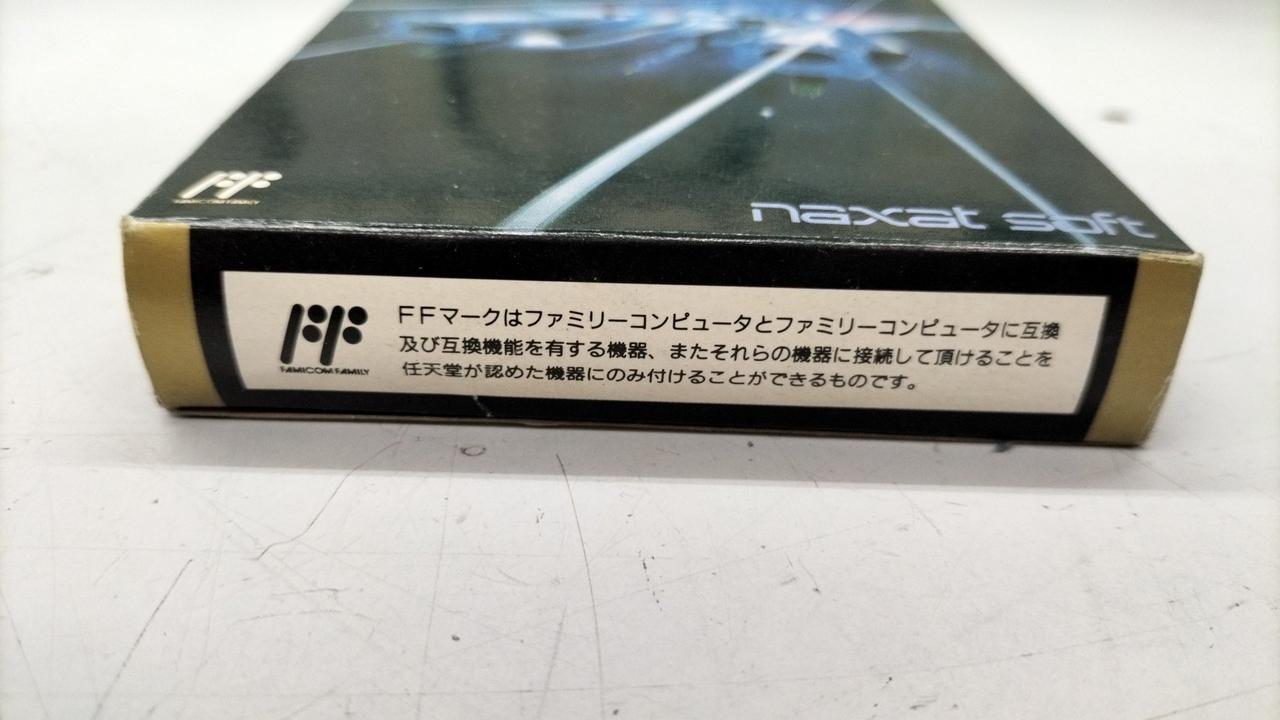 FF
FAMICOM FAMILY
naxat soft
FF
FAMICOM FAMILY
FFマークはファミリーコンピュータとファミリーコンピュータに互換
及び互換機能を有する機器、またそれらの機器に接続して頂けることを
任天堂が認めた機器にのみ付けることができるものです。